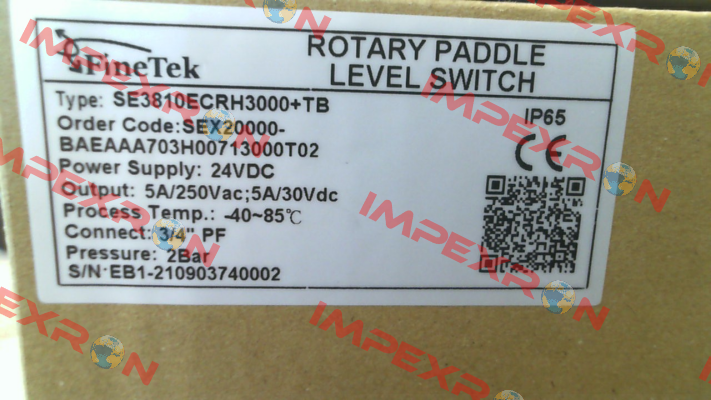 FineTek
ROTARY PADDLE
LEVEL SWITCH
Type: SE3810ECRH3000+TB
Order Code:SEX20000-
BAEAAA703H00713000T02
Power Supply: 24VDC
Output: 5A/250Vac;5A/30Vdc
Process Temp.: -40~85℃
Connect: 3/4" PF
Pressure: 2Bar
S/N:EB1-210903740002
IP65
CE
IMPEXRON
IMPEXRON
IMPEXRON
IMPEXRON
IMPEXRON
IMPEXRON
IMPEXRON